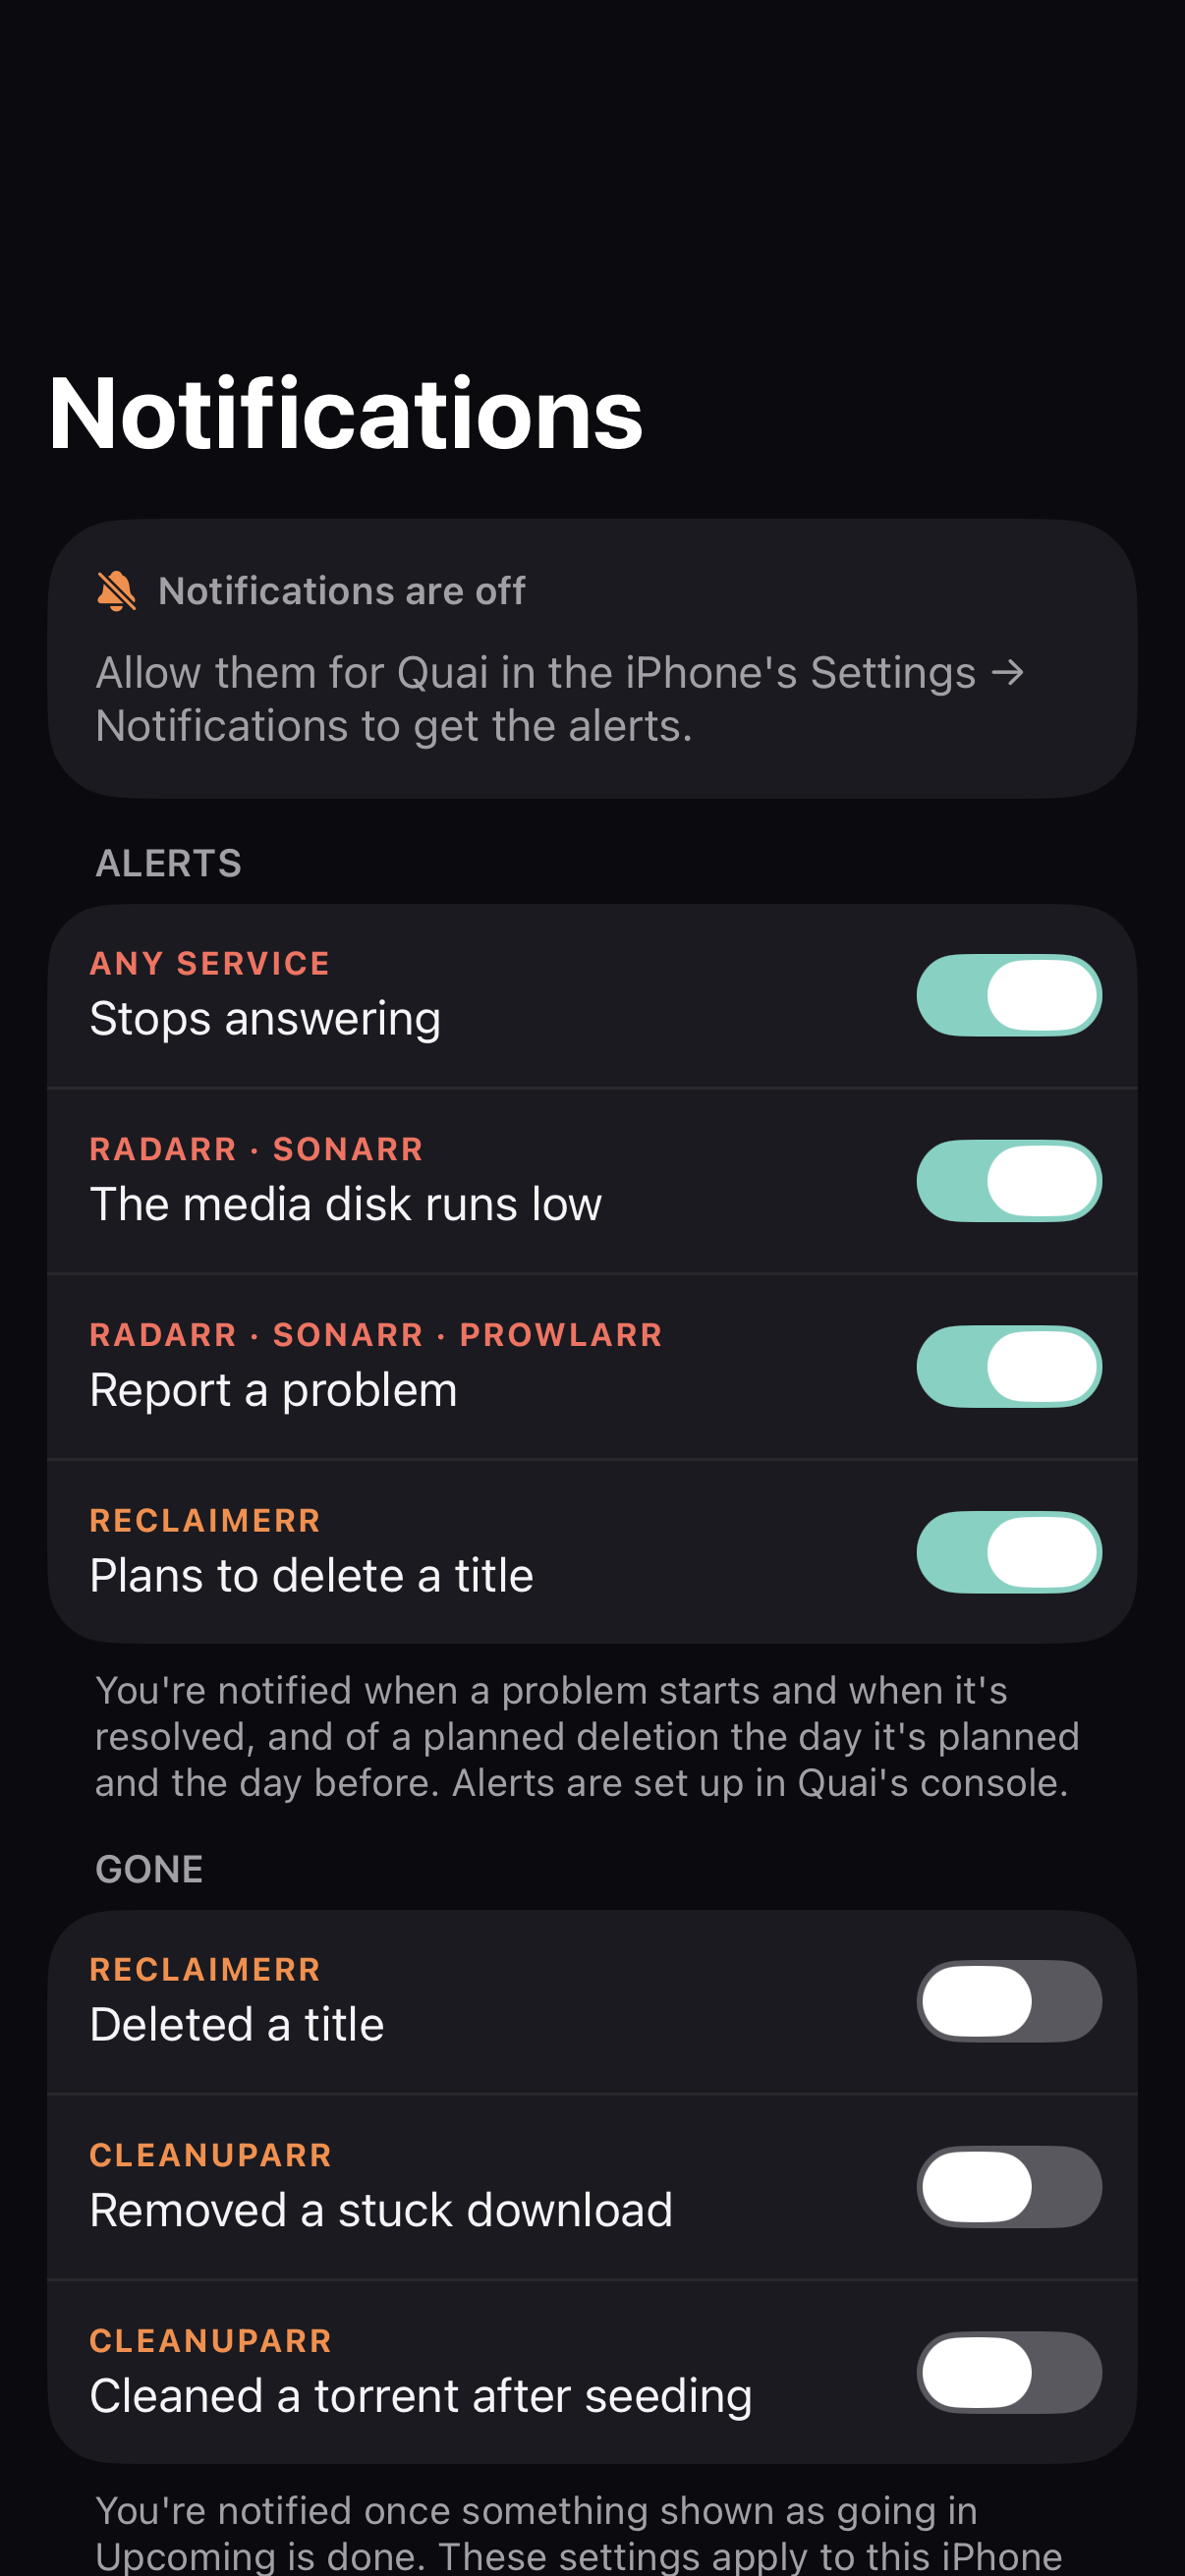 Notifications
Notifications are off
Allow them for Quai in the iPhone's Settings →
Notifications to get the alerts.
ALERTS
ANY SERVICE
Stops answering
RADARR · SONARR
The media disk runs low
RADARR · SONARR · PROWLARR
Report a problem
RECLAIMERR
Plans to delete a title
You're notified when a problem starts and when it's
resolved, and of a planned deletion the day it's planned
and the day before. Alerts are set up in Quai's console.
GONE
RECLAIMERR
Deleted a title
CLEANUPARR
Removed a stuck download
CLEANUPARR
Cleaned a torrent after seeding
You're notified once something shown as going in
Upcoming is done. These settings apply to this iPhone